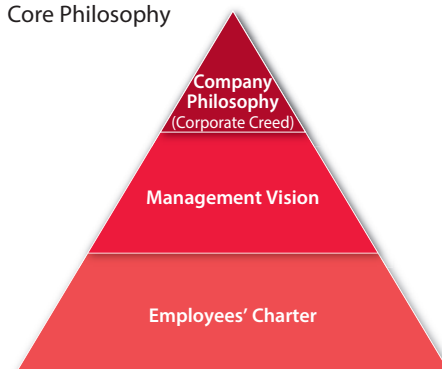 Core Philosophy
Company
Philosophy
(Corporate Creed)
Management Vision
Employees’ Charter